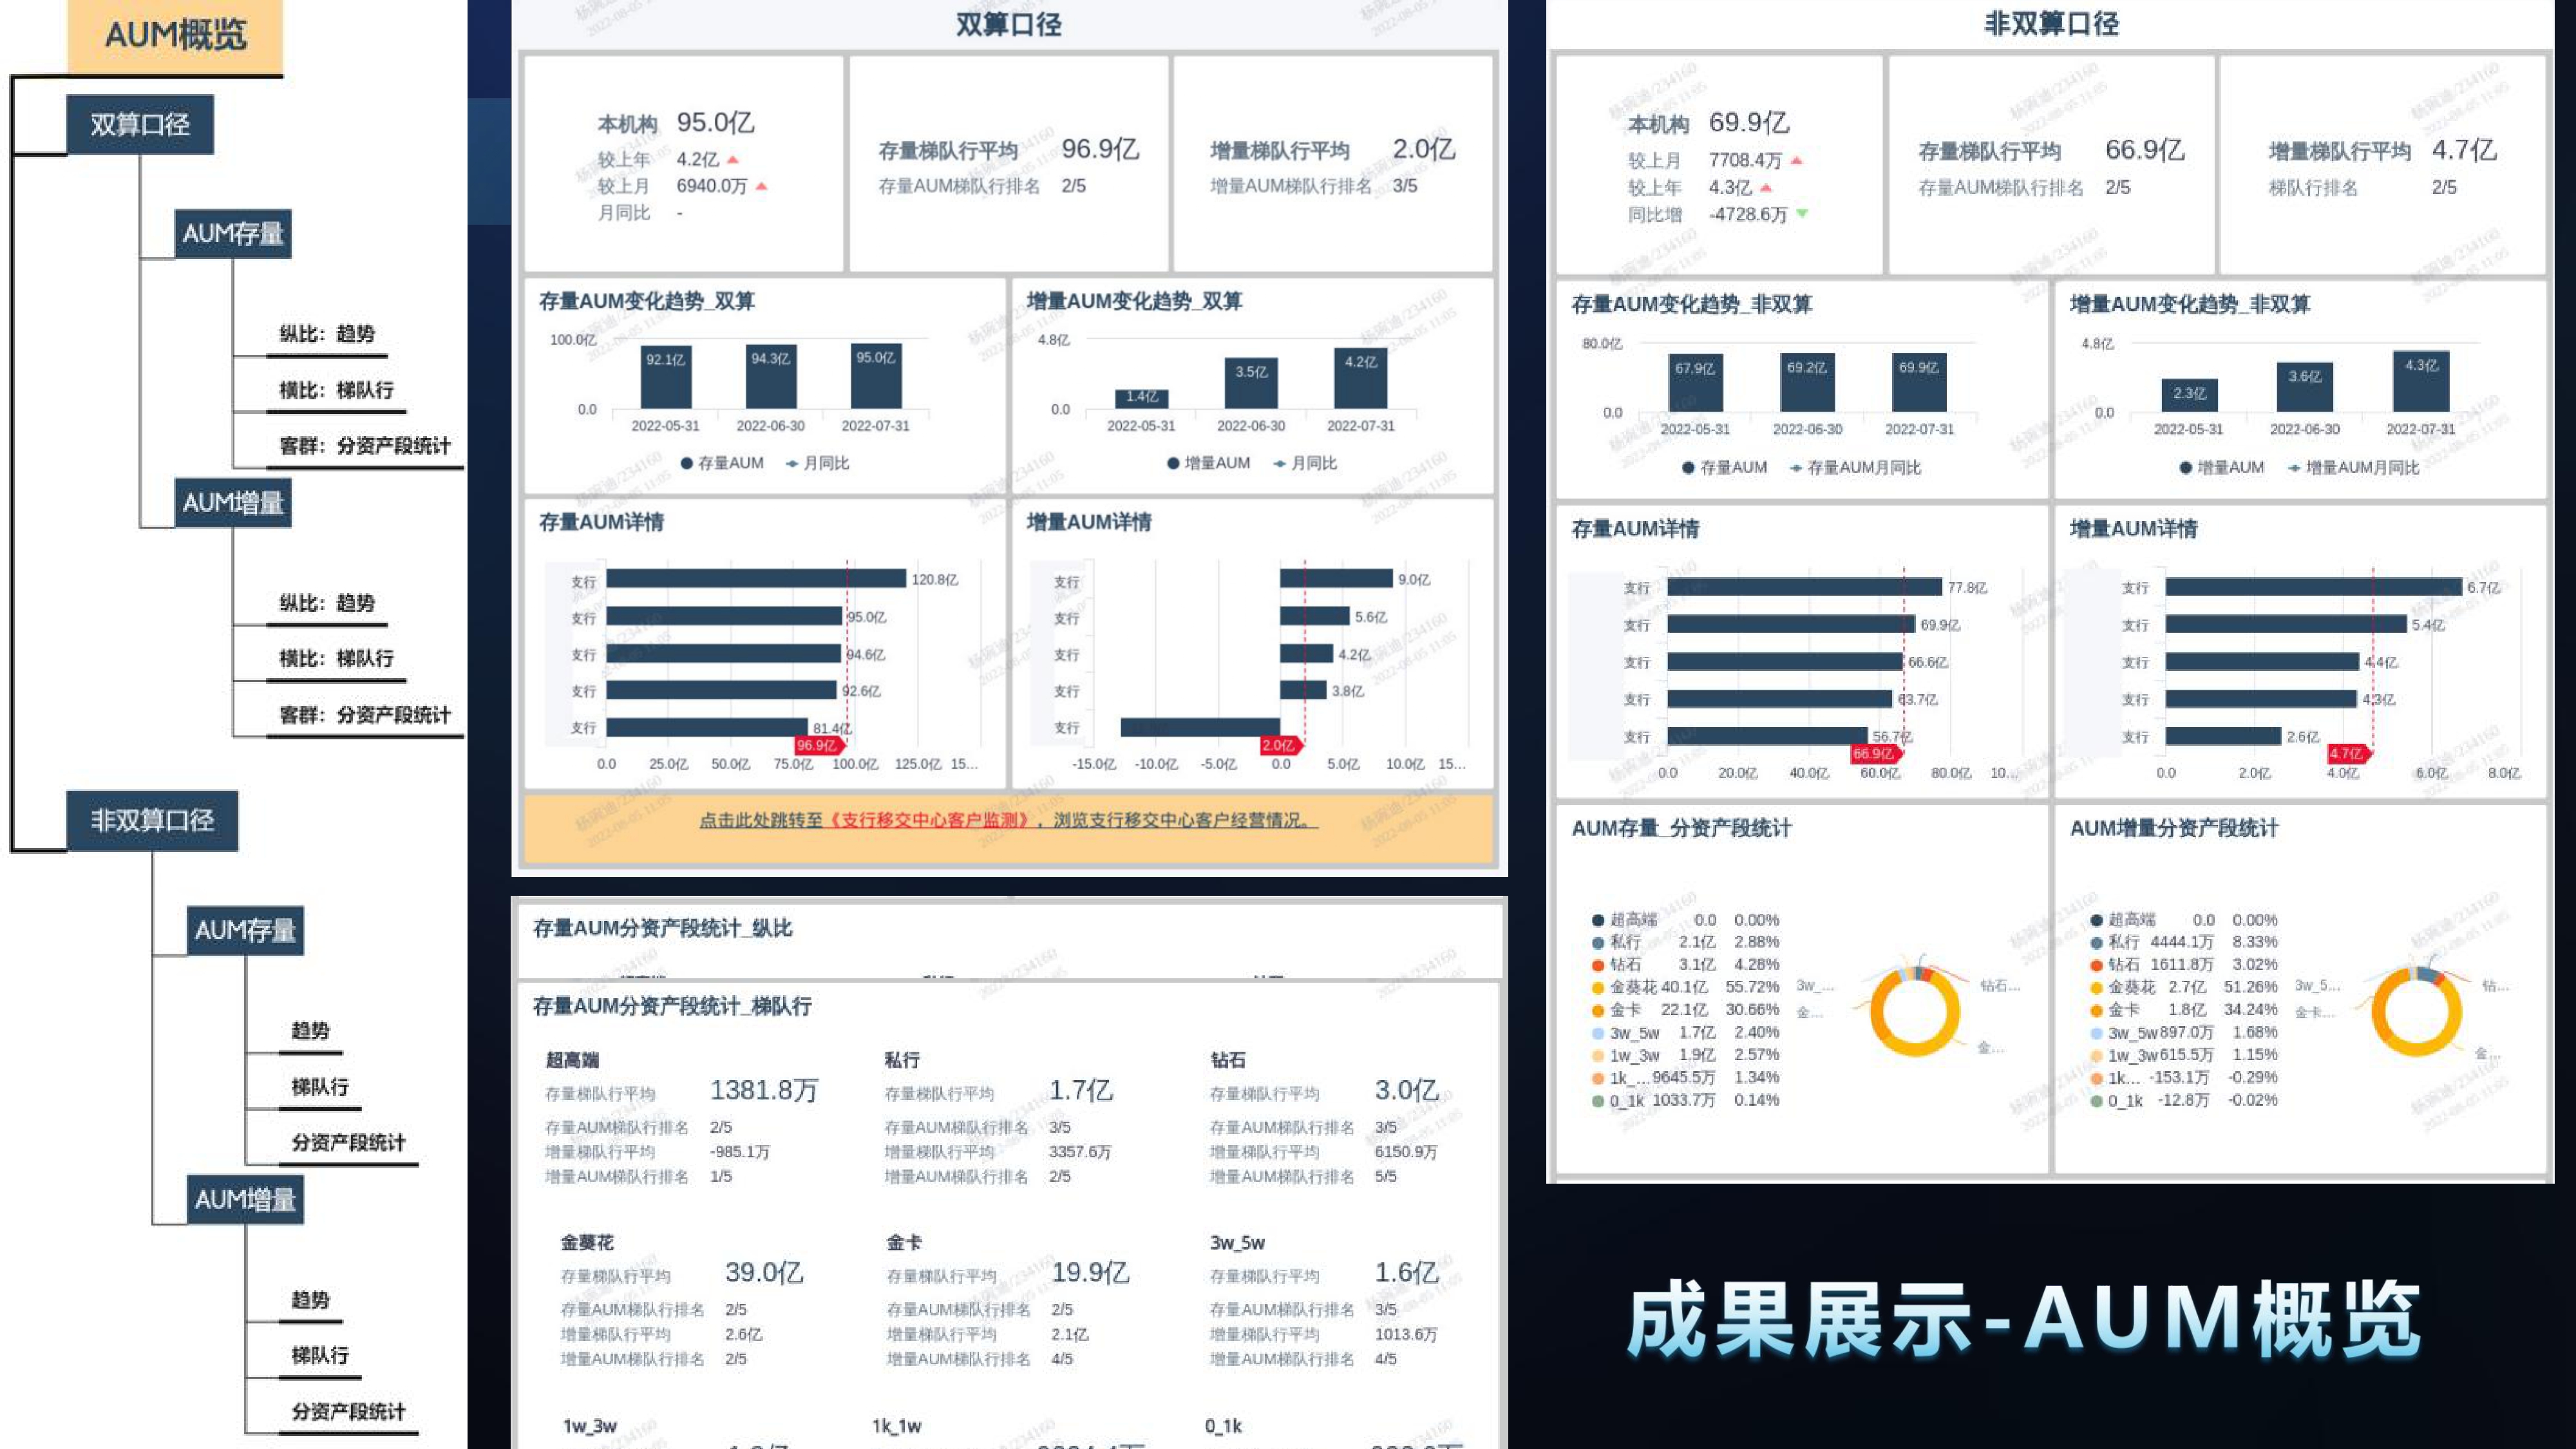 AUM概览
双算口径
AUM存量
纵比：趋势
横比：梯队行
客群：分资产段统计
AUM增量
纵比：趋势
横比：梯队行
客群：分资产段统计
非双算口径
AUM存量
趋势
梯队行
分资产段统计
AUM增量
趋势
梯队行
分资产段统计
双算口径
本机构 95.0亿
较上年 4.2亿
较上月 6940.0万
月同比 -
存量梯队行平均 96.9亿
存量AUM梯队行排名 2/5
增量梯队行平均 2.0亿
增量AUM梯队行排名 3/5
存量AUM变化趋势_双算
100.0亿
92.1亿 94.3亿 95.0亿
0.0
2022-05-31 2022-06-30 2022-07-31
存量AUM 月同比
增量AUM变化趋势_双算
4.8亿
1.4亿 3.5亿 4.2亿
0.0
2022-05-31 2022-06-30 2022-07-31
增量AUM 月同比
存量AUM详情
支行 120.8亿
支行 95.0亿
支行 94.6亿
支行 92.6亿
支行 81.4亿
96.9亿
0.0 25.0亿 50.0亿 75.0亿 100.0亿 125.0亿 15...
增量AUM详情
支行 9.0亿
支行 5.6亿
支行 4.2亿
支行 3.8亿
支行
2.0亿
-15.0亿 -10.0亿 -5.0亿 0.0 5.0亿 10.0亿 15...
点击此处跳转至《支行移交中心客户监测》，浏览支行移交中心客户经营情况。
存量AUM分资产段统计_纵比
存量AUM分资产段统计_梯队行
超高端
存量梯队行平均 1381.8万
存量AUM梯队行排名 2/5
增量梯队行平均 -985.1万
增量AUM梯队行排名 1/5
私行
存量梯队行平均 1.7亿
存量AUM梯队行排名 3/5
增量梯队行平均 3357.6万
增量AUM梯队行排名 2/5
钻石
存量梯队行平均 3.0亿
存量AUM梯队行排名 3/5
增量梯队行平均 6150.9万
增量AUM梯队行排名 5/5
金葵花
存量梯队行平均 39.0亿
存量AUM梯队行排名 2/5
增量梯队行平均 2.6亿
增量AUM梯队行排名 2/5
金卡
存量梯队行平均 19.9亿
存量AUM梯队行排名 2/5
增量梯队行平均 2.1亿
增量AUM梯队行排名 4/5
3w_5w
存量梯队行平均 1.6亿
存量AUM梯队行排名 3/5
增量梯队行平均 1013.6万
增量AUM梯队行排名 4/5
1w_3w 1k_1w 0_1k
非双算口径
本机构 69.9亿
较上月 7708.4万
较上年 4.3亿
同比增 -4728.6万
存量梯队行平均 66.9亿
存量AUM梯队行排名 2/5
增量梯队行平均 4.7亿
梯队行排名 2/5
存量AUM变化趋势_非双算
80.0亿
67.9亿 69.2亿 69.9亿
0.0
2022-05-31 2022-06-30 2022-07-31
存量AUM 存量AUM月同比
增量AUM变化趋势_非双算
4.8亿
2.3亿 3.6亿 4.3亿
0.0
2022-05-31 2022-06-30 2022-07-31
增量AUM 增量AUM月同比
存量AUM详情
支行 77.8亿
支行 69.9亿
支行 66.6亿
支行 63.7亿
支行 56.7亿
66.9亿
0.0 20.0亿 40.0亿 60.0亿 80.0亿 10...
增量AUM详情
支行 6.7亿
支行 5.4亿
支行 4.4亿
支行 4.3亿
支行 2.6亿
4.7亿
0.0 2.0亿 4.0亿 6.0亿 8.0亿
AUM存量_分资产段统计
超高端 0.0 0.00%
私行 2.1亿 2.88%
钻石 3.1亿 4.28%
金葵花 40.1亿 55.72%
金卡 22.1亿 30.66%
3w_5w 1.7亿 2.40%
1w_3w 1.9亿 2.57%
1k_... 9645.5万 1.34%
0_1k 1033.7万 0.14%
3w_... 钻石...
金...
金...
AUM增量分资产段统计
超高端 0.0 0.00%
私行 4444.1万 8.33%
钻石 1611.8万 3.02%
金葵花 2.7亿 51.26%
金卡 1.8亿 34.24%
3w_5w 897.0万 1.68%
1w_3w 615.5万 1.15%
1k... -153.1万 -0.29%
0_1k -12.8万 -0.02%
3w_5... 钻...
金卡...
金...
成果展示-AUM概览